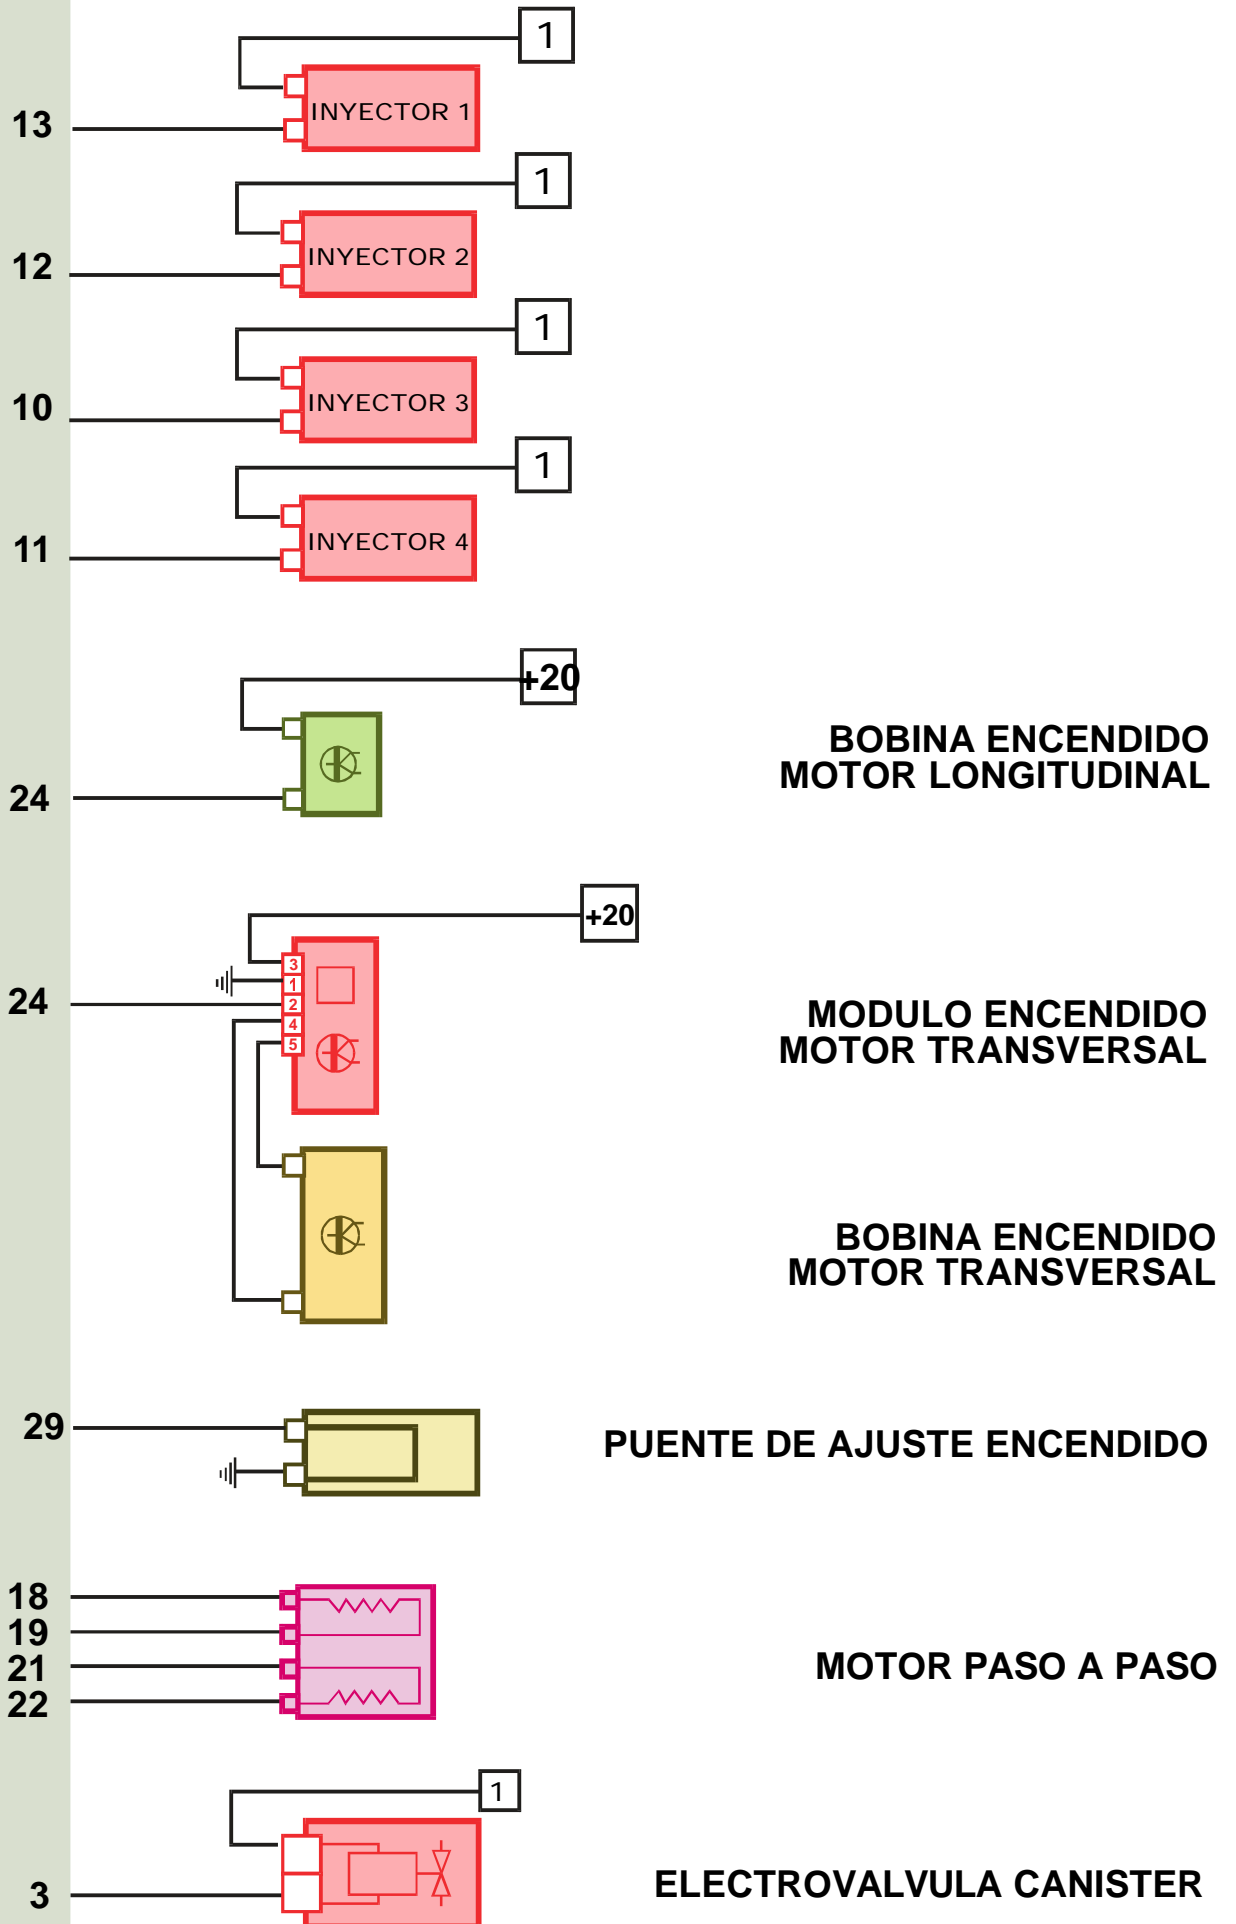 1
INYECTOR 1
13
1
INYECTOR 2
12
1
INYECTOR 3
10
1
INYECTOR 4
11
+20
BOBINA ENCENDIDO
MOTOR LONGITUDINAL
24
+20
3
1
2
4
5
24
MODULO ENCENDIDO
MOTOR TRANSVERSAL
BOBINA ENCENDIDO
MOTOR TRANSVERSAL
29
PUENTE DE AJUSTE ENCENDIDO
18
19
21
22
MOTOR PASO A PASO
1
3
ELECTROVALVULA CANISTER